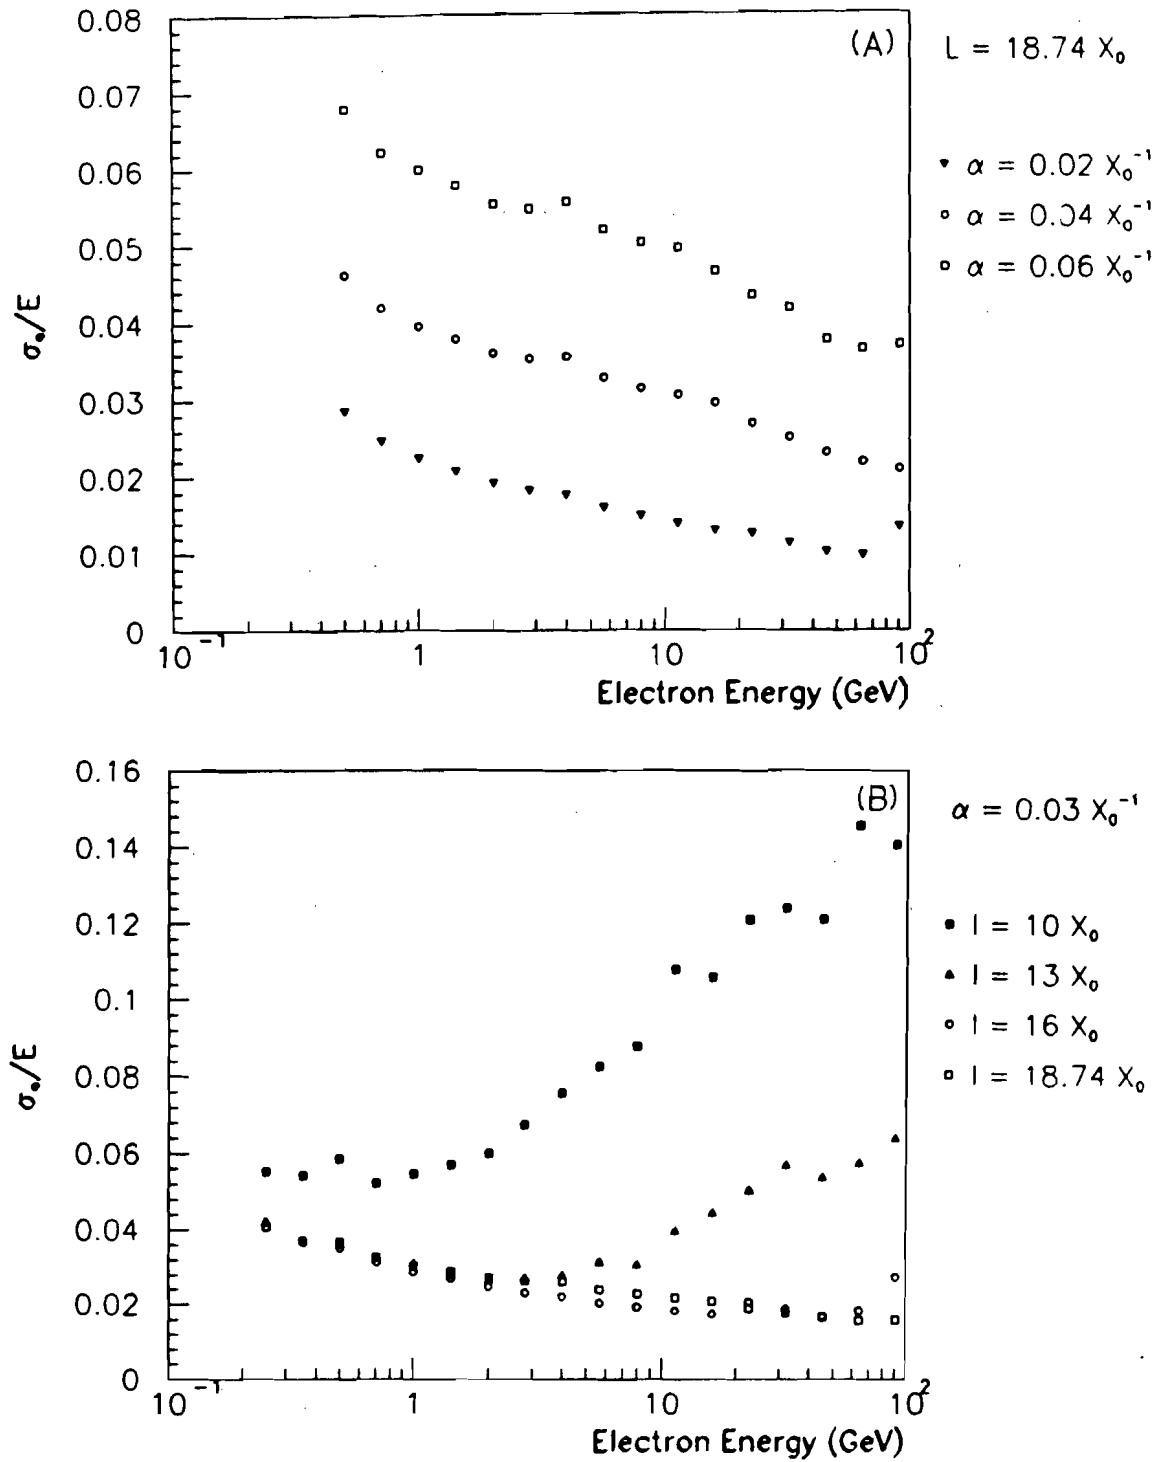 0.08
0.07
0.06
0.05
0.04
0.03
0.02
0.01
0
σₑ/E
(A)
10⁻¹
1
10
10²
Electron Energy (GeV)
L = 18.74 X₀
α = 0.02 X₀⁻¹
α = 0.04 X₀⁻¹
α = 0.06 X₀⁻¹
0.16
0.14
0.12
0.1
0.08
0.06
0.04
0.02
0
σₑ/E
(B)
10⁻¹
1
10
10²
Electron Energy (GeV)
α = 0.03 X₀⁻¹
l = 10 X₀
l = 13 X₀
l = 16 X₀
l = 18.74 X₀